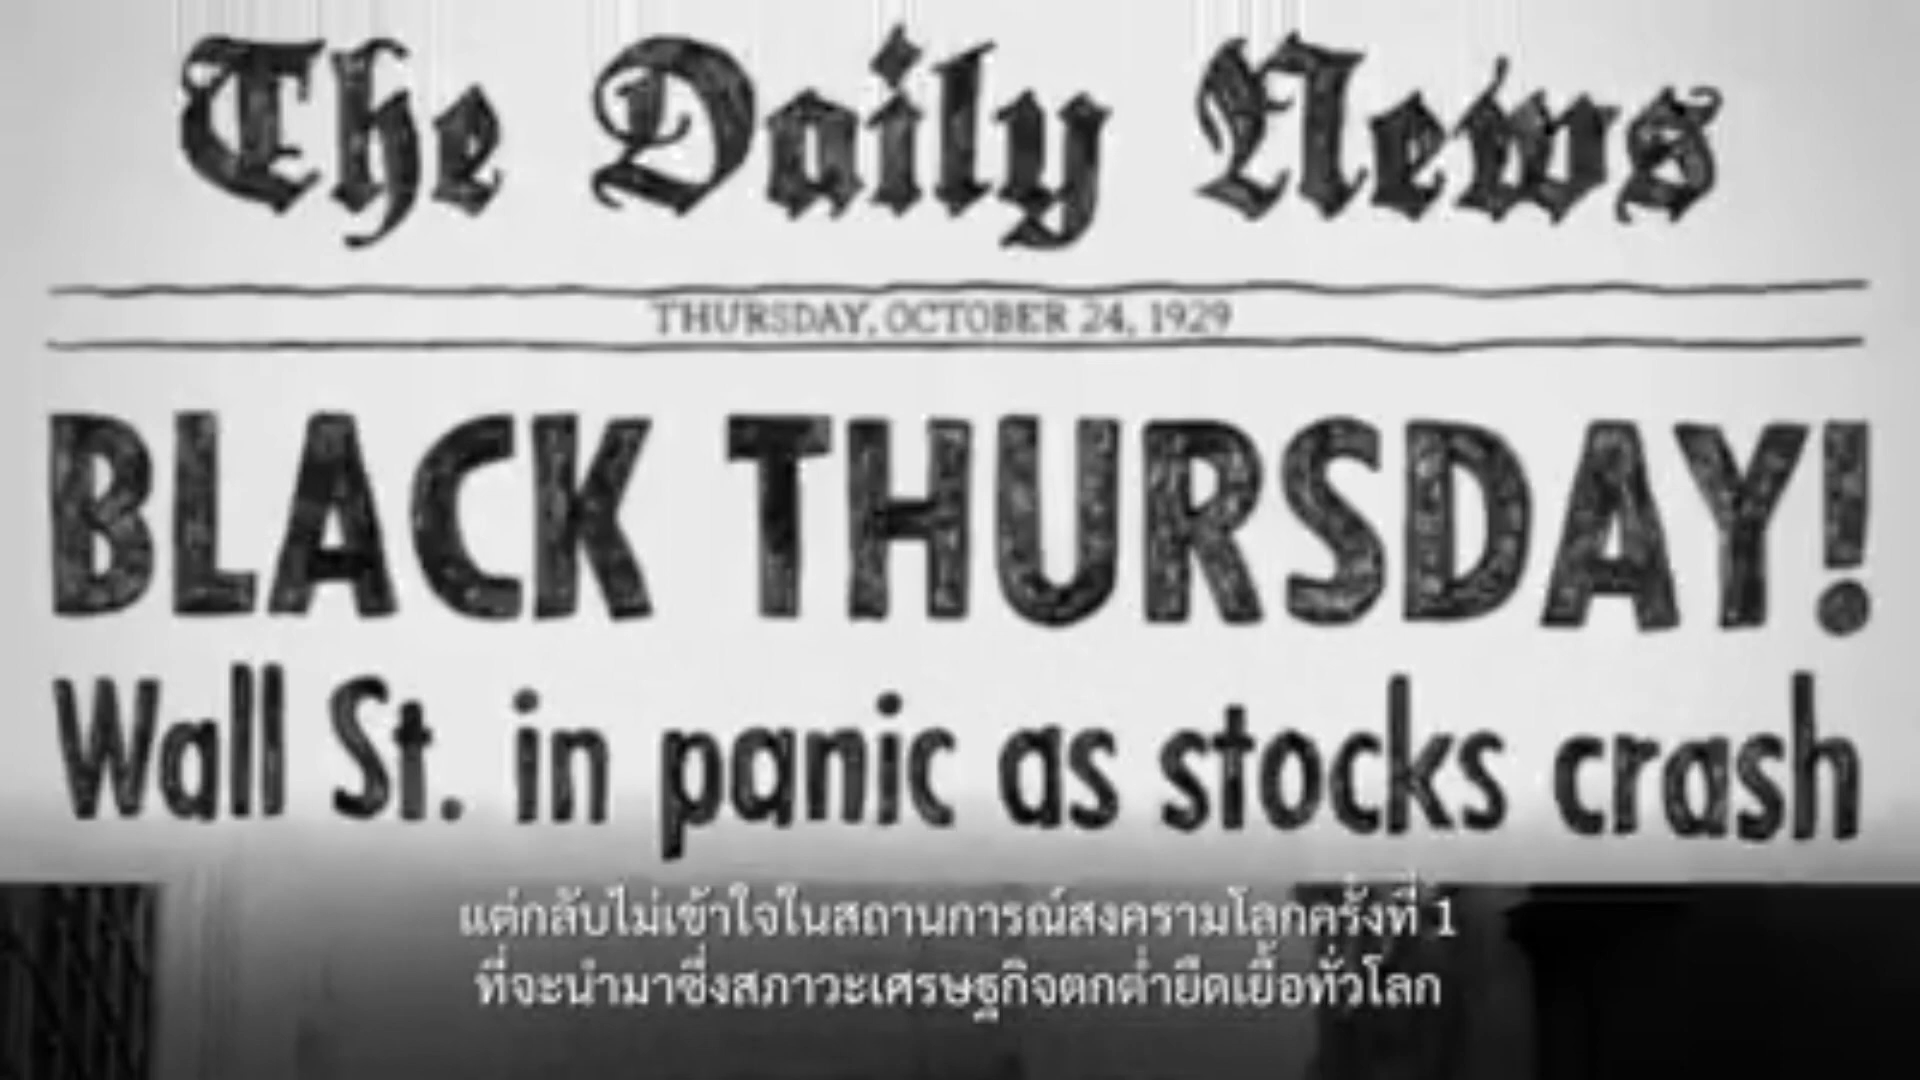 The Daily News
THURSDAY, OCTOBER 24, 1929
BLACK THURSDAY!
Wall St. in panic as stocks crash
แต่กลับไม่เข้าใจในสถานการณ์สงครามโลกครั้งที่ 1
ที่จะนำมาซึ่งสภาวะเศรษฐกิจตกต่ำยืดเยื้อทั่วโลก